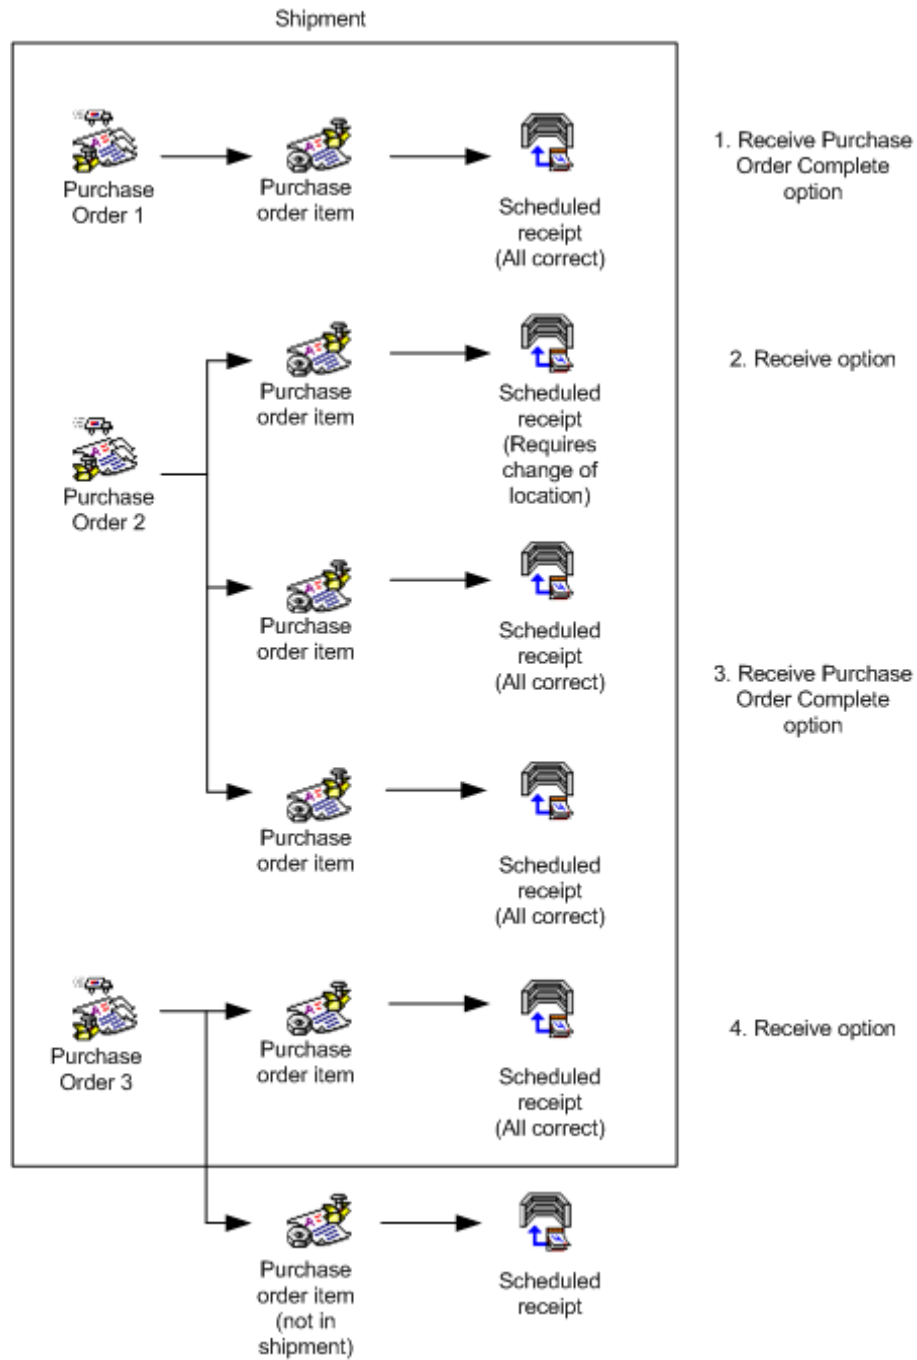 Shipment
Purchase
Order 1
Purchase
order item
Scheduled
receipt
(All correct)
1. Receive Purchase
Order Complete
option
Purchase
order item
Scheduled
receipt
(Requires
change of
location)
2. Receive option
Purchase
Order 2
Purchase
order item
Scheduled
receipt
(All correct)
3. Receive Purchase
Order Complete
option
Purchase
order item
Scheduled
receipt
(All correct)
Purchase
Order 3
Purchase
order item
Scheduled
receipt
(All correct)
4. Receive option
Purchase
order item
(not in
shipment)
Scheduled
receipt